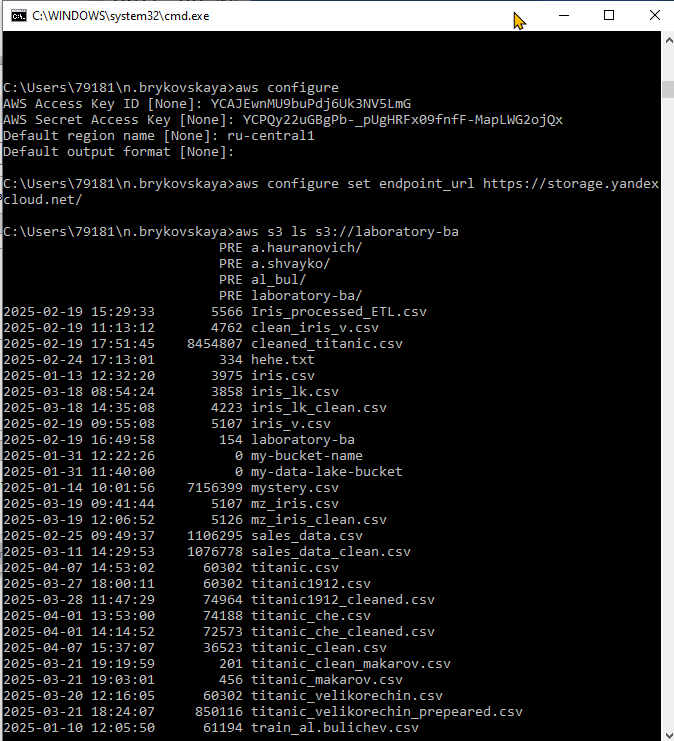 C:\WINDOWS\system32\cmd.exe
C:\Users\79181\n.brykovskaya>aws configure
AWS Access Key ID [None]: YCAJEwnMU9buPdj6Uk3NV5LmG
AWS Secret Access Key [None]: YCPQy22uGBgPb-_pUgHRFx09fnfF-MapLWG2ojQx
Default region name [None]: ru-central1
Default output format [None]:
C:\Users\79181\n.brykovskaya>aws configure set endpoint_url https://storage.yandex
cloud.net/
C:\Users\79181\n.brykovskaya>aws s3 ls s3://laboratory-ba
PRE a.hauranovich/
PRE a.shvayko/
PRE al_bul/
PRE laboratory-ba/
2025-02-19 15:29:33 5566 Iris_processed_ETL.csv
2025-02-19 11:13:12 4762 clean_iris_v.csv
2025-02-19 17:51:45 8454807 cleaned_titanic.csv
2025-02-24 17:13:01 334 hehe.txt
2025-01-13 12:32:20 3975 iris.csv
2025-03-18 08:54:24 3858 iris_lk.csv
2025-03-18 14:35:08 4223 iris_lk_clean.csv
2025-02-19 09:55:08 5107 iris_v.csv
2025-02-19 16:49:58 154 laboratory-ba
2025-01-31 12:22:26 0 my-bucket-name
2025-01-31 11:40:00 0 my-data-lake-bucket
2025-01-14 10:01:56 7156399 mystery.csv
2025-03-19 09:41:44 5107 mz_iris.csv
2025-03-19 12:06:52 5126 mz_iris_clean.csv
2025-02-25 09:49:37 1106295 sales_data.csv
2025-03-11 14:29:53 1076778 sales_data_clean.csv
2025-04-07 14:53:02 60302 titanic.csv
2025-03-27 18:00:11 60302 titanic1912.csv
2025-03-28 11:47:29 74964 titanic1912_cleaned.csv
2025-04-01 13:53:00 74188 titanic_che.csv
2025-04-01 14:14:52 72573 titanic_che_cleaned.csv
2025-04-07 15:37:07 36523 titanic_clean.csv
2025-03-21 19:19:59 201 titanic_clean_makarov.csv
2025-03-21 19:03:01 456 titanic_makarov.csv
2025-03-20 12:16:05 60302 titanic_velikorechin.csv
2025-03-21 18:24:07 850116 titanic_velikorechin_prepeared.csv
2025-01-10 12:05:50 61194 train_al.bulichev.csv